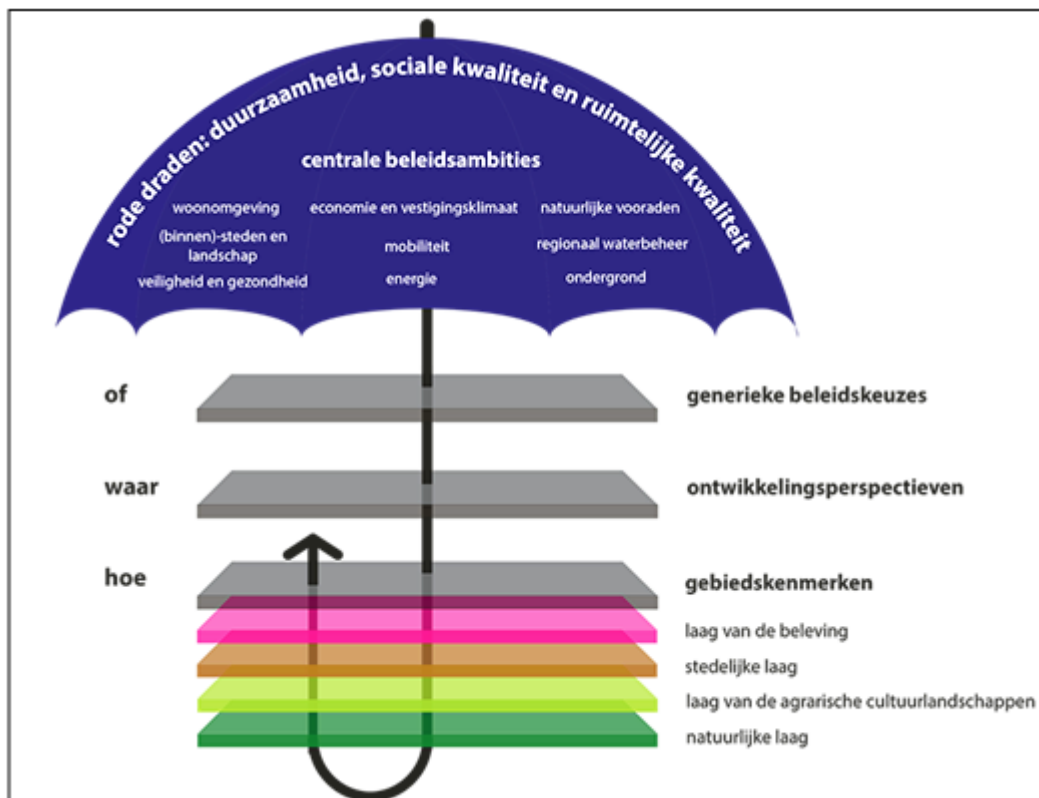 rode draden: duurzaamheid, sociale kwaliteit en ruimtelijke kwaliteit
centrale beleidsambities
woonomgeving economie en vestigingsklimaat natuurlijke vooraden
(binnen)-steden en
landschap mobiliteit regionaal waterbeheer
veiligheid en gezondheid energie ondergrond
of generieke beleidskeuzes
waar ontwikkelingsperspectieven
hoe gebiedskenmerken
laag van de beleving
stedelijke laag
laag van de agrarische cultuurlandschappen
natuurlijke laag